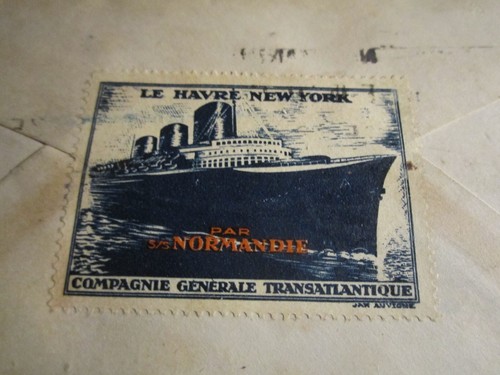 LE HAVRE NEW YORK
PAR
S/S NORMANDIE
COMPAGNIE GÉNÉRALE TRANSATLANTIQUE
JAN AUVIGNE